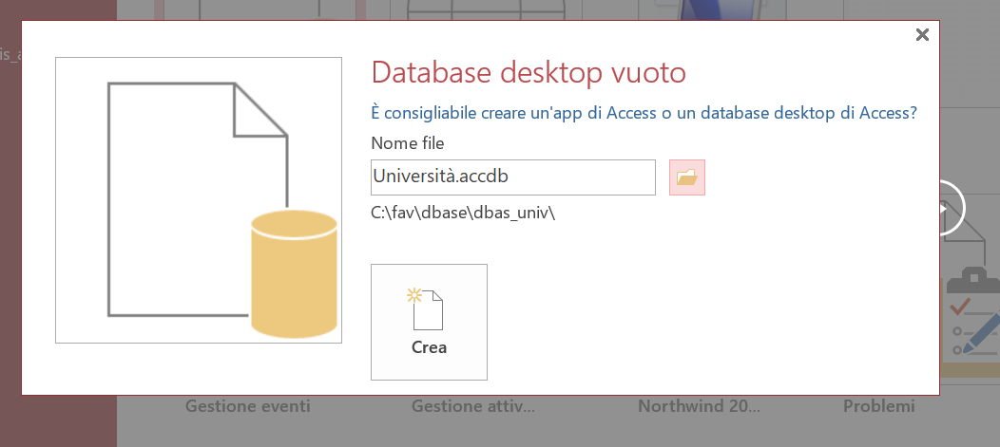 Database desktop vuoto
È consigliabile creare un'app di Access o un database desktop di Access?
Nome file
Università.accdb
C:\fav\dbase\dbas_univ\
Crea
Gestione eventi
Gestione attiv...
Northwind 20...
Problemi